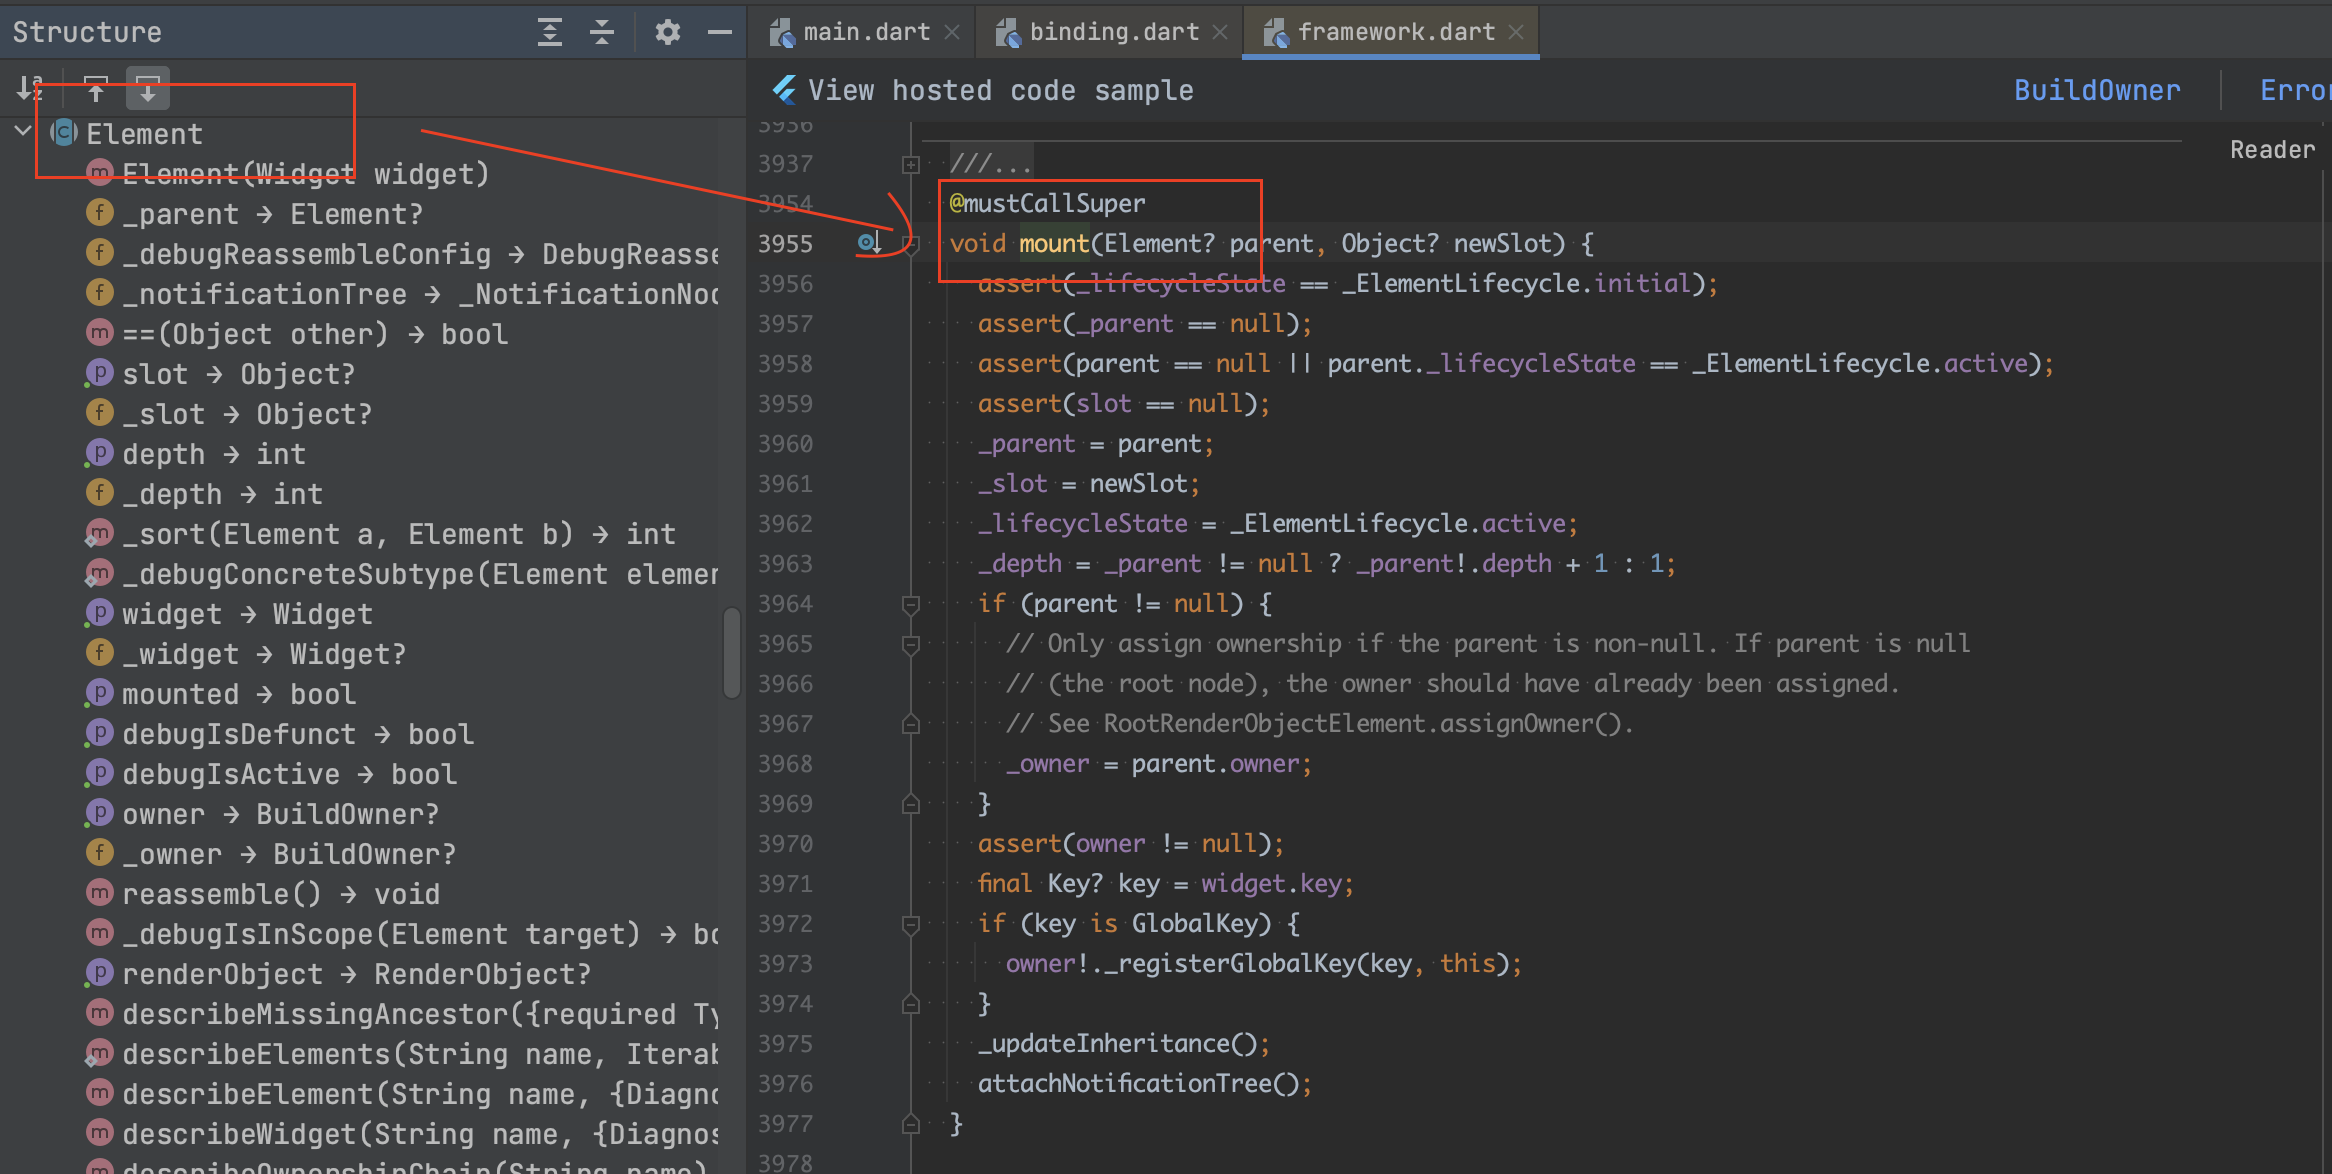 Structure
Element
Element(Widget widget)
_parent → Element?
_debugReassembleConfig → DebugReasse
_notificationTree → _NotificationNod
==(Object other) → bool
slot → Object?
_slot → Object?
depth → int
_depth → int
_sort(Element a, Element b) → int
_debugConcreteSubtype(Element elemen
widget → Widget
_widget → Widget?
mounted → bool
debugIsDefunct → bool
debugIsActive → bool
owner → BuildOwner?
_owner → BuildOwner?
reassemble() → void
_debugIsInScope(Element target) → bo
renderObject → RenderObject?
describeMissingAncestor({required Ty
describeElements(String name, Iterab
describeElement(String name, {Diagno
describeWidget(String name, {Diagnos
describeOwnershipChain(String name)
main.dart
binding.dart
framework.dart
View hosted code sample
BuildOwner
Error
Reader
3936
3937 ///...
3954 @mustCallSuper
3955 void mount(Element? parent, Object? newSlot) {
3956 assert(_lifecycleState == _ElementLifecycle.initial);
3957 assert(_parent == null);
3958 assert(parent == null || parent._lifecycleState == _ElementLifecycle.active);
3959 assert(slot == null);
3960 _parent = parent;
3961 _slot = newSlot;
3962 _lifecycleState = _ElementLifecycle.active;
3963 _depth = _parent != null ? _parent!.depth + 1 : 1;
3964 if (parent != null) {
3965 // Only assign ownership if the parent is non-null. If parent is null
3966 // (the root node), the owner should have already been assigned.
3967 // See RootRenderObjectElement.assignOwner().
3968 _owner = parent.owner;
3969 }
3970 assert(owner != null);
3971 final Key? key = widget.key;
3972 if (key is GlobalKey) {
3973 owner!._registerGlobalKey(key, this);
3974 }
3975 _updateInheritance();
3976 attachNotificationTree();
3977 }
3978